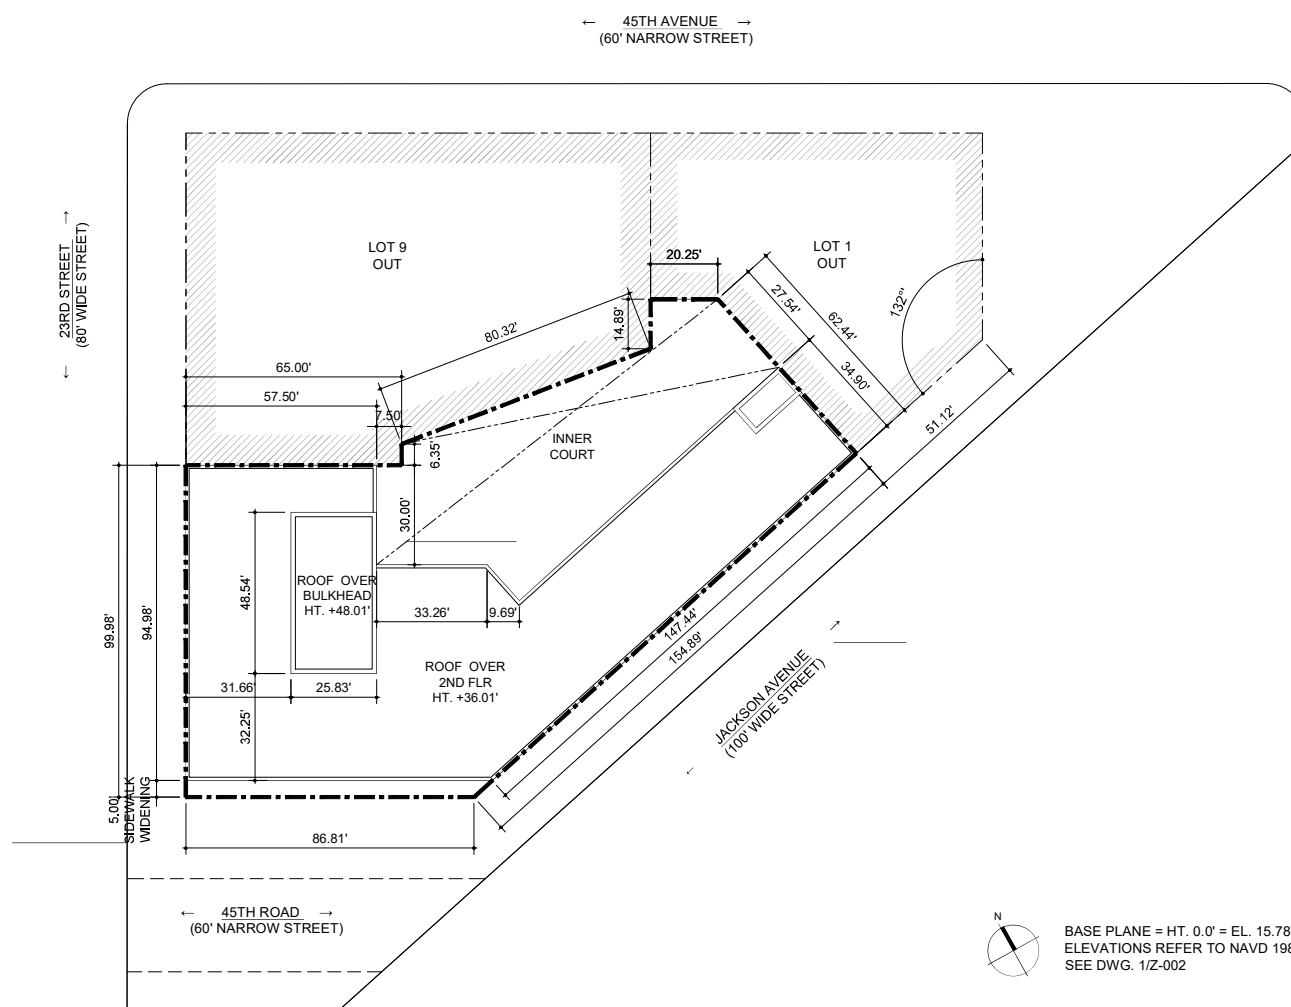 ← 45TH AVENUE →
(60' NARROW STREET)
← 23RD STREET →
(80' WIDE STREET)
LOT 9
OUT
LOT 1
OUT
20.25'
27.54'
62.44'
34.90'
132°'
51.12'
14.89'
80.32'
65.00'
57.50'
7.50'
6.35'
30.00'
INNER
COURT
ROOF OVER
BULKHEAD
HT. +48.01'
48.54'
33.26'
9.69'
99.98'
94.98'
ROOF OVER
2ND FLR
HT. +36.01'
31.66'
25.83'
32.25'
147.44'
154.89'
← JACKSON AVENUE →
(100' WIDE STREET)
5.00'
SIDEWALK
WIDENING
86.81'
← 45TH ROAD →
(60' NARROW STREET)
N
BASE PLANE = HT. 0.0' = EL. 15.78'
ELEVATIONS REFER TO NAVD 198
SEE DWG. 1/Z-002